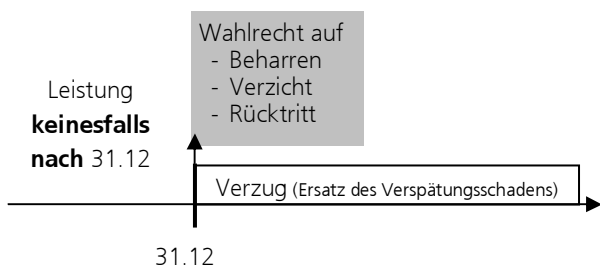 Wahlrecht auf
- Beharren
- Verzicht
- Rücktritt
Leistung
keinesfalls
nach 31.12
Verzug (Ersatz des Verspätungsschadens)
31.12